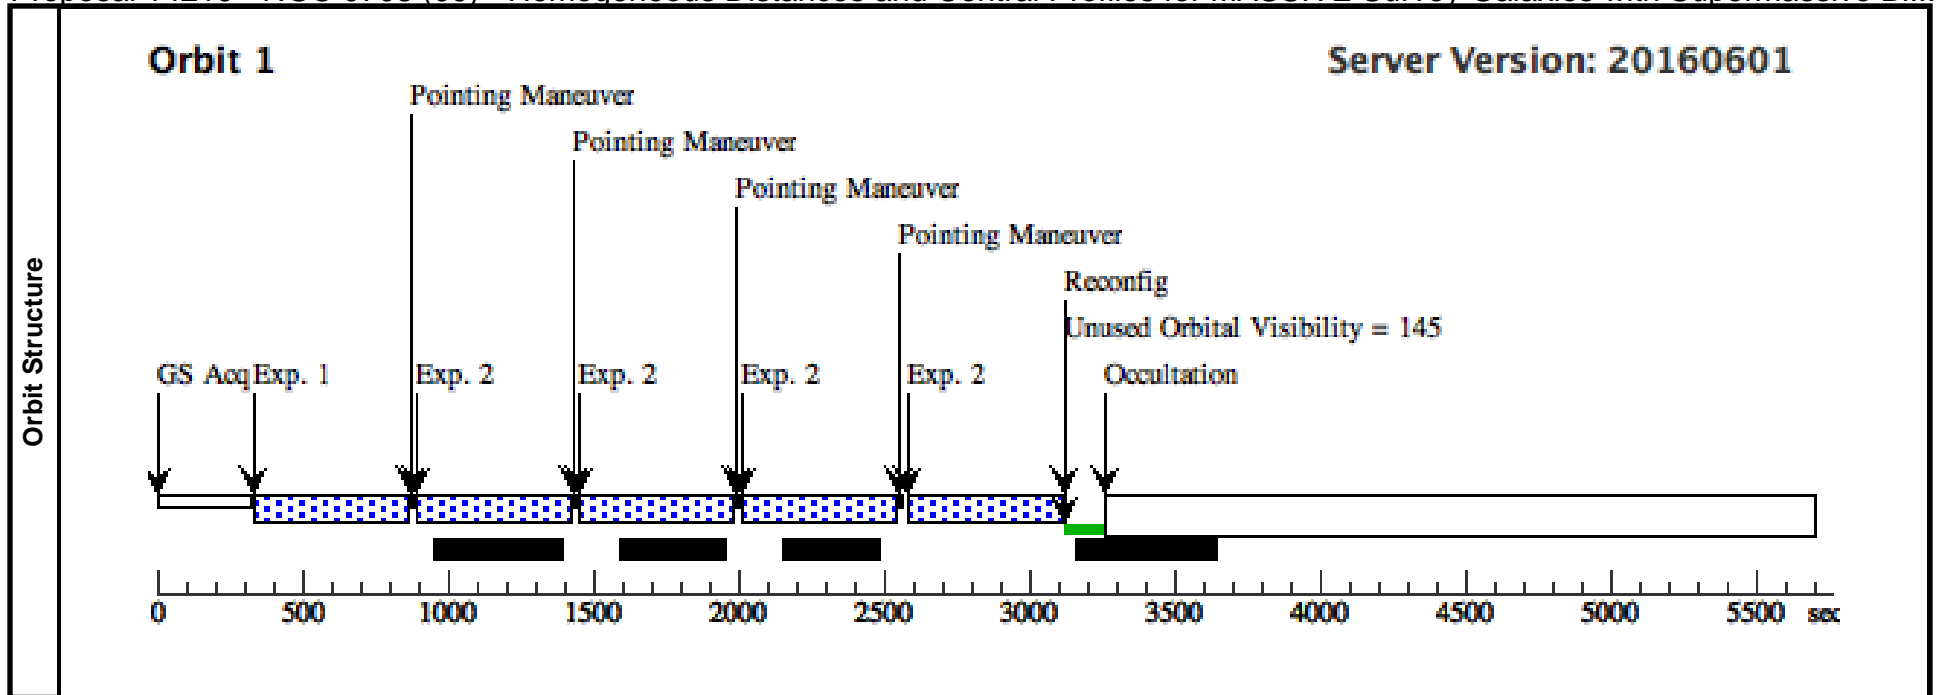 Orbit 1
Server Version: 20160601
Pointing Maneuver
Pointing Maneuver
Pointing Maneuver
Pointing Maneuver
Reconfig
Unused Orbital Visibility = 145
GS Acq Exp. 1 Exp. 2 Exp. 2 Exp. 2 Exp. 2 Occultation
Orbit Structure
0 500 1000 1500 2000 2500 3000 3500 4000 4500 5000 5500 sec